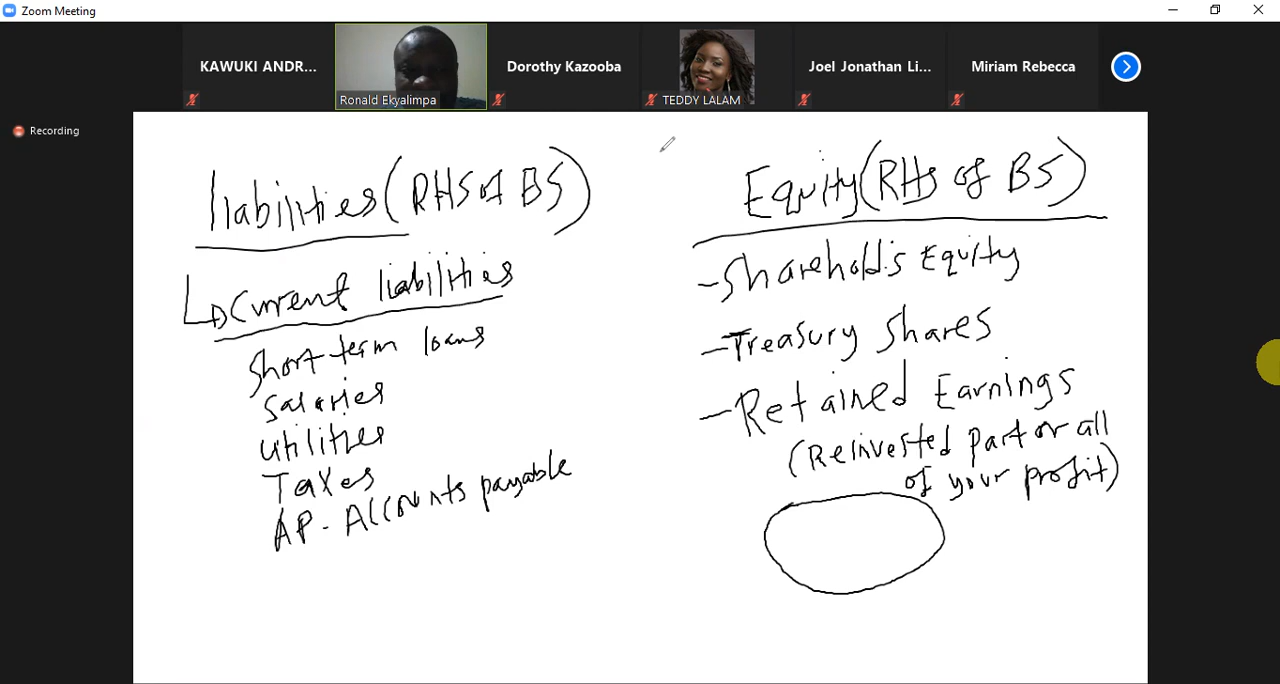 Zoom Meeting
KAWUKI ANDR...
Ronald Ekyalimpa
Dorothy Kazooba
TEDDY LALAM
Joel Jonathan Li...
Miriam Rebecca
Recording
liabilities (RHS of BS)
Current liabilities
Short-term loans
Salaries
Utilities
Taxes
AP - Accounts payable
Equity (RHS of BS)
- Sharehold's Equity
- Treasury Shares
- Retained Earnings
(Reinvested part or all
of your profit)